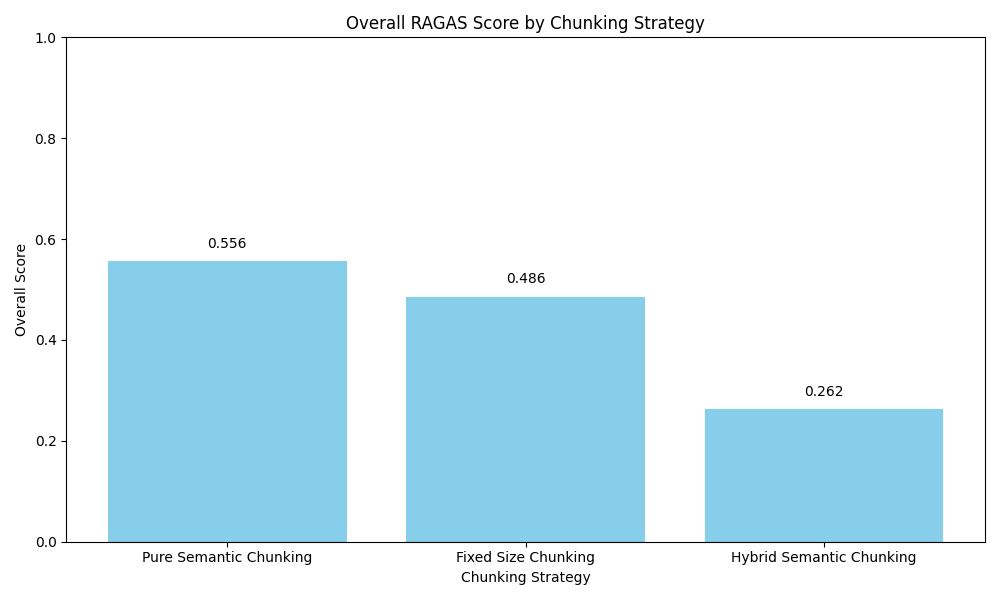 Overall RAGAS Score by Chunking Strategy
1.0
0.8
0.6
0.4
0.2
0.0
Overall Score
0.556
0.486
0.262
Pure Semantic Chunking
Fixed Size Chunking
Hybrid Semantic Chunking
Chunking Strategy